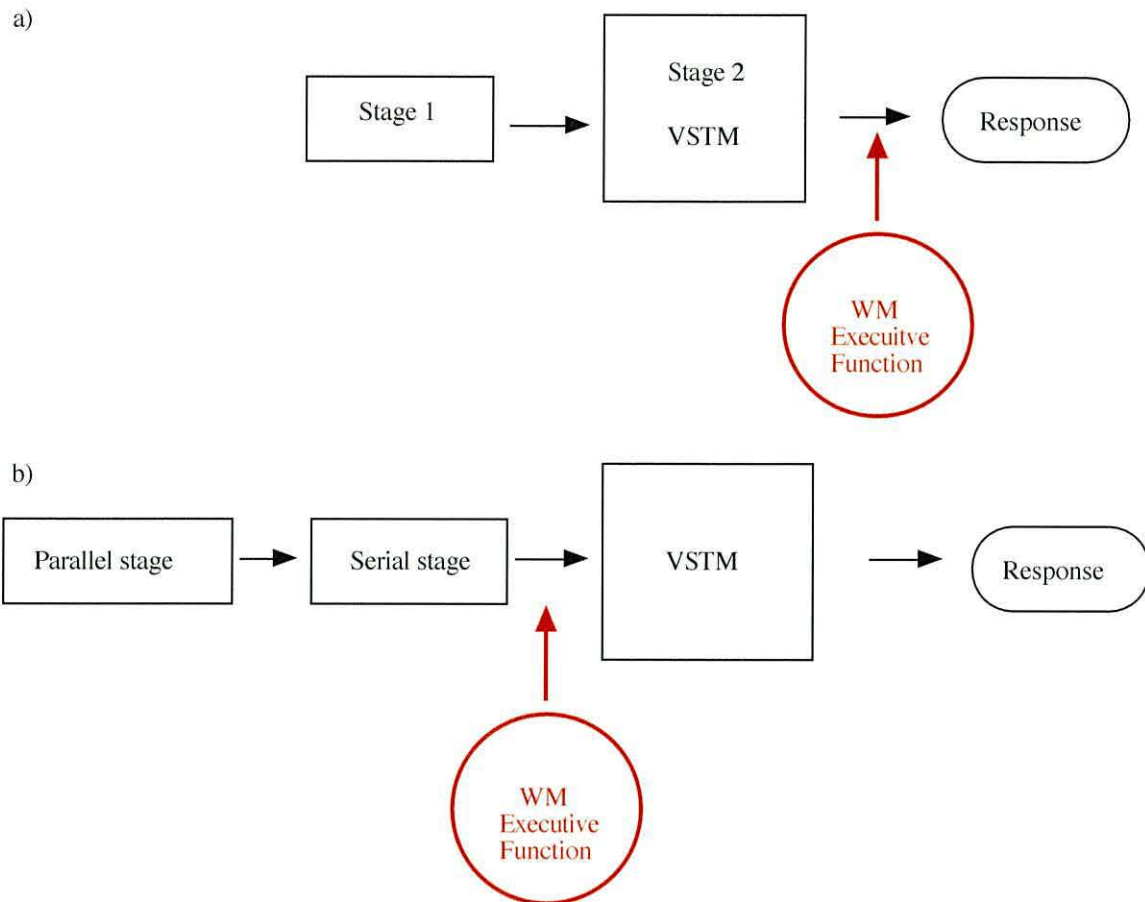 a)
Stage 1
Stage 2
VSTM
Response
WM
Execuitve
Function
b)
Parallel stage
Serial stage
VSTM
Response
WM
Executive
Function